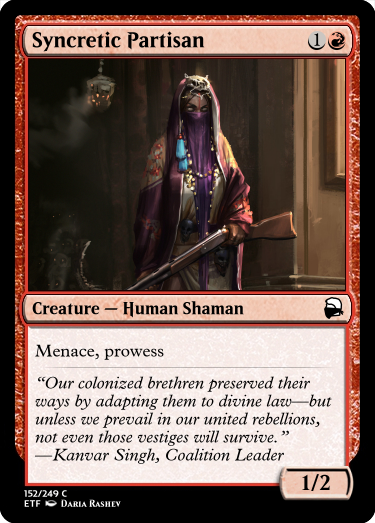 Syncretic Partisan 1
Creature — Human Shaman
Menace, prowess
“Our colonized brethren preserved their
ways by adapting them to divine law—but
unless we prevail in our united rebellions,
not even those vestiges will survive.”
—Kanvar Singh, Coalition Leader
1/2
152/249 C
ETF Daria Rashev